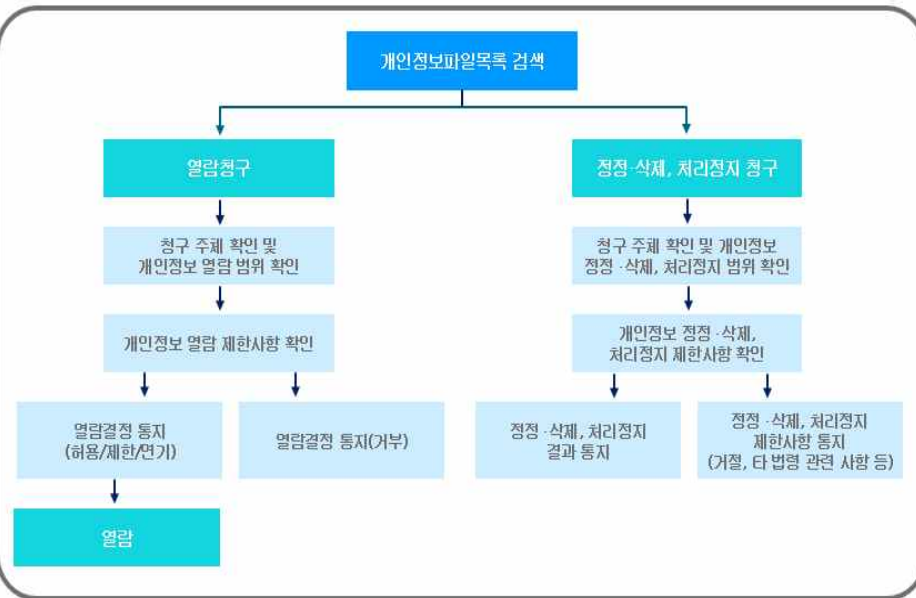 개인정보파일목록 검색
열람청구
정정·삭제, 처리정지 청구
청구 주체 확인 및
개인정보 열람 범위 확인
청구 주체 확인 및 개인정보
정정·삭제, 처리정지 범위 확인
개인정보 열람 제한사항 확인
개인정보 정정·삭제,
처리정지 제한사항 확인
열람결정 통지
(허용/제한/연기)
열람결정 통지(거부)
정정·삭제, 처리정지
결과 통지
정정·삭제, 처리정지
제한사항 통지
(거절, 타 법령 관련 사항 등)
열람